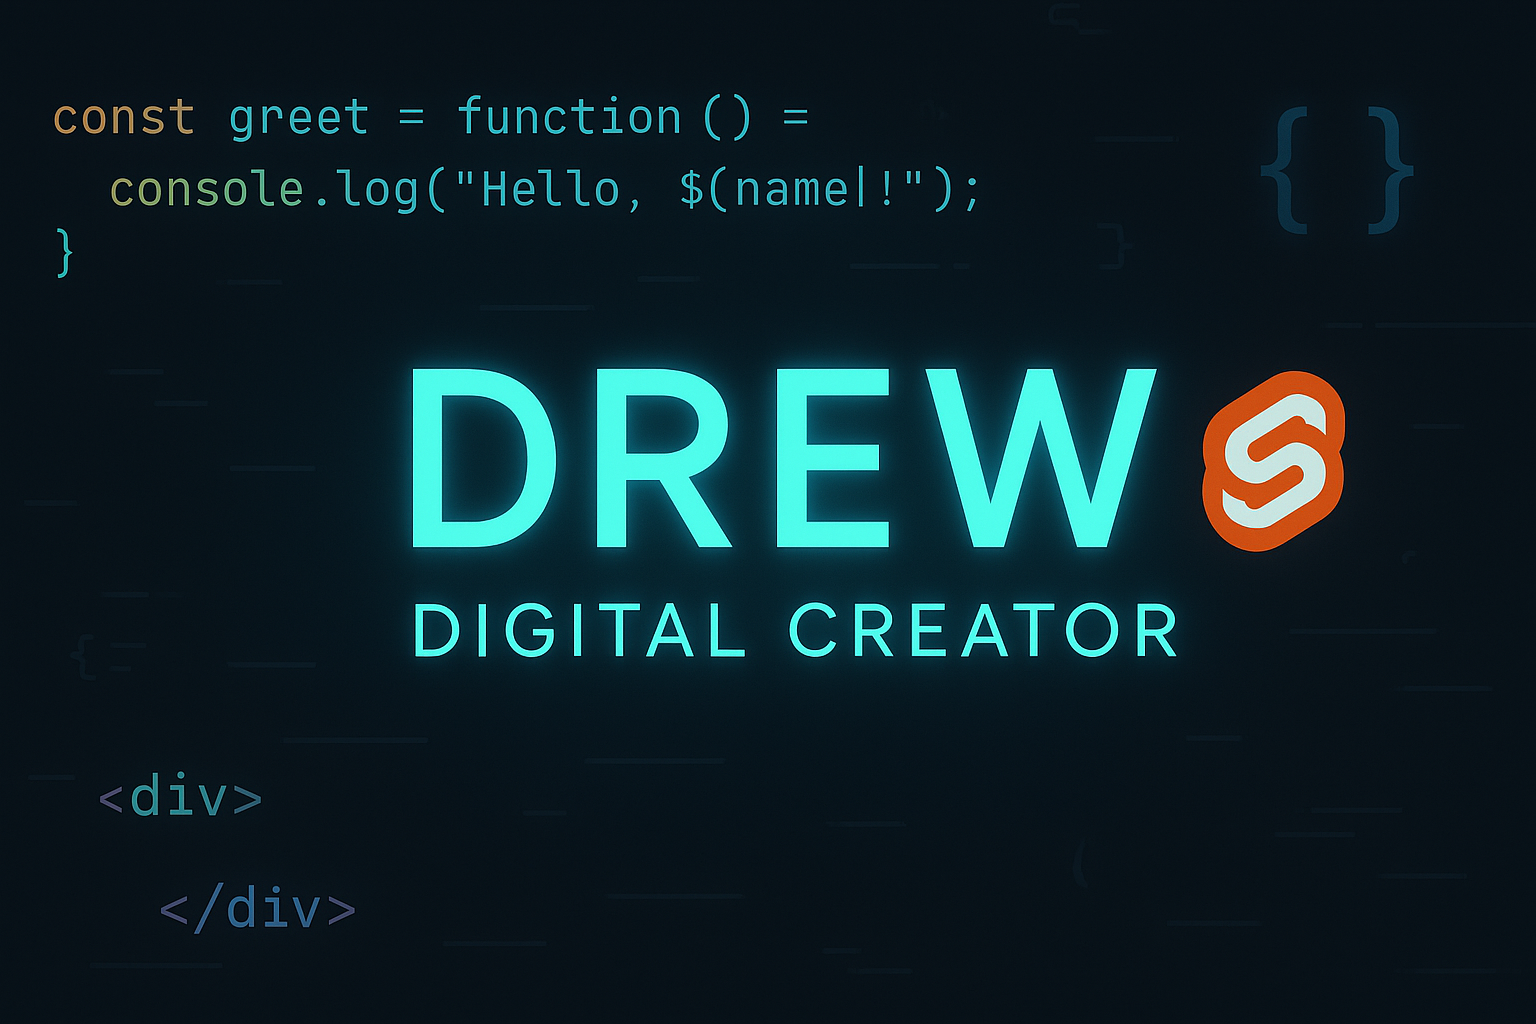 const greet = function () =
  console.log("Hello, $(name|!");
}
{ }
DREW
DIGITAL CREATOR
<div>
</div>